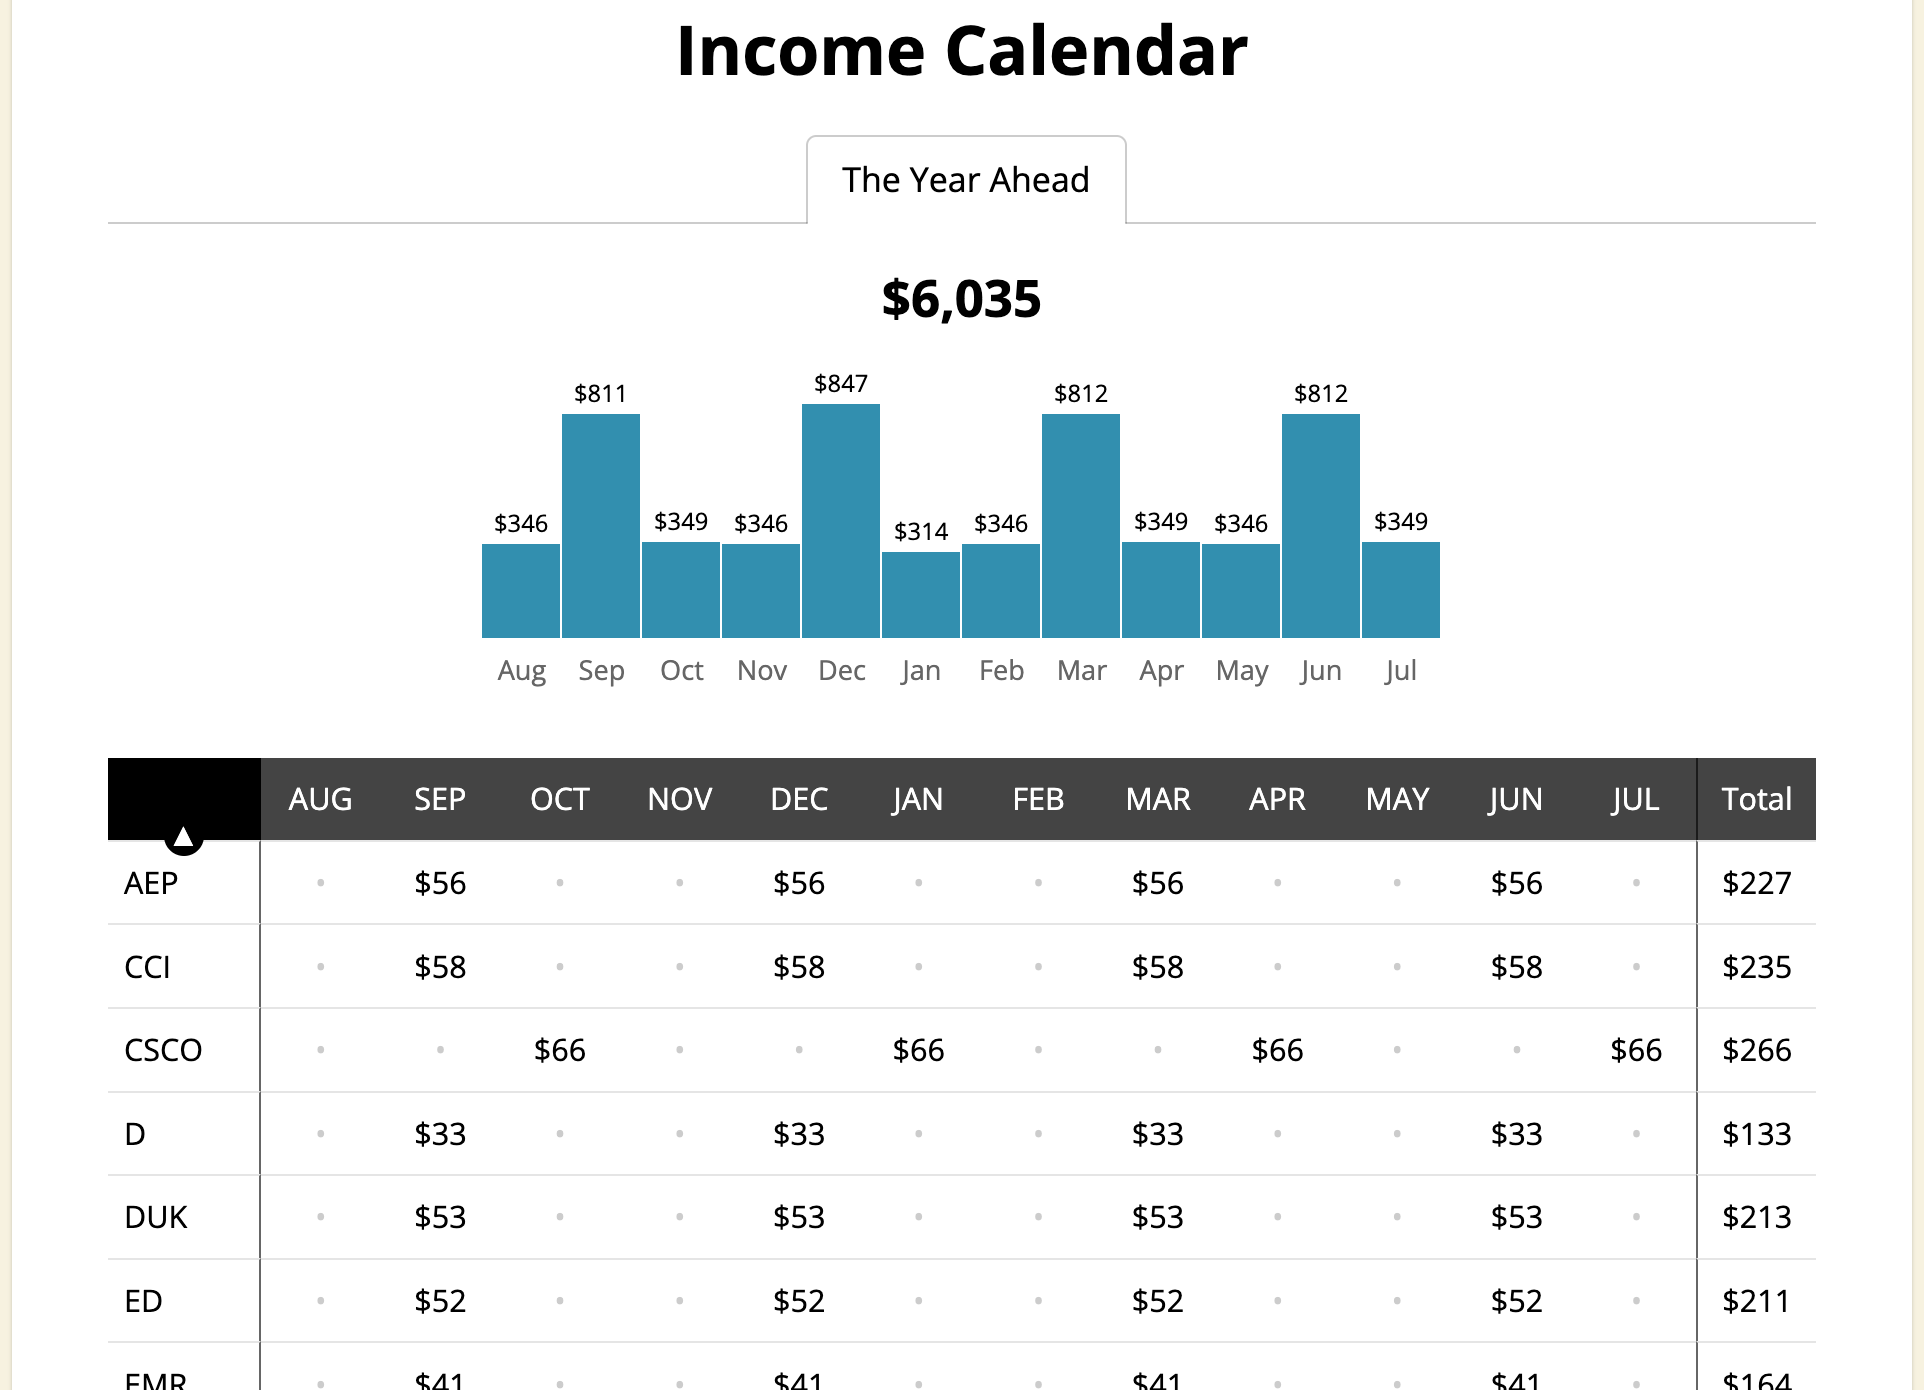 Income Calendar
The Year Ahead
$6,035
$346 $811 $349 $346 $847 $314 $346 $812 $349 $346 $812 $349
Aug Sep Oct Nov Dec Jan Feb Mar Apr May Jun Jul
AUG SEP OCT NOV DEC JAN FEB MAR APR MAY JUN JUL Total
AEP $56 $56 $56 $56 $227
CCI $58 $58 $58 $58 $235
CSCO $66 $66 $66 $66 $266
D $33 $33 $33 $33 $133
DUK $53 $53 $53 $53 $213
ED $52 $52 $52 $52 $211
EMR $41 $41 $41 $41 $164